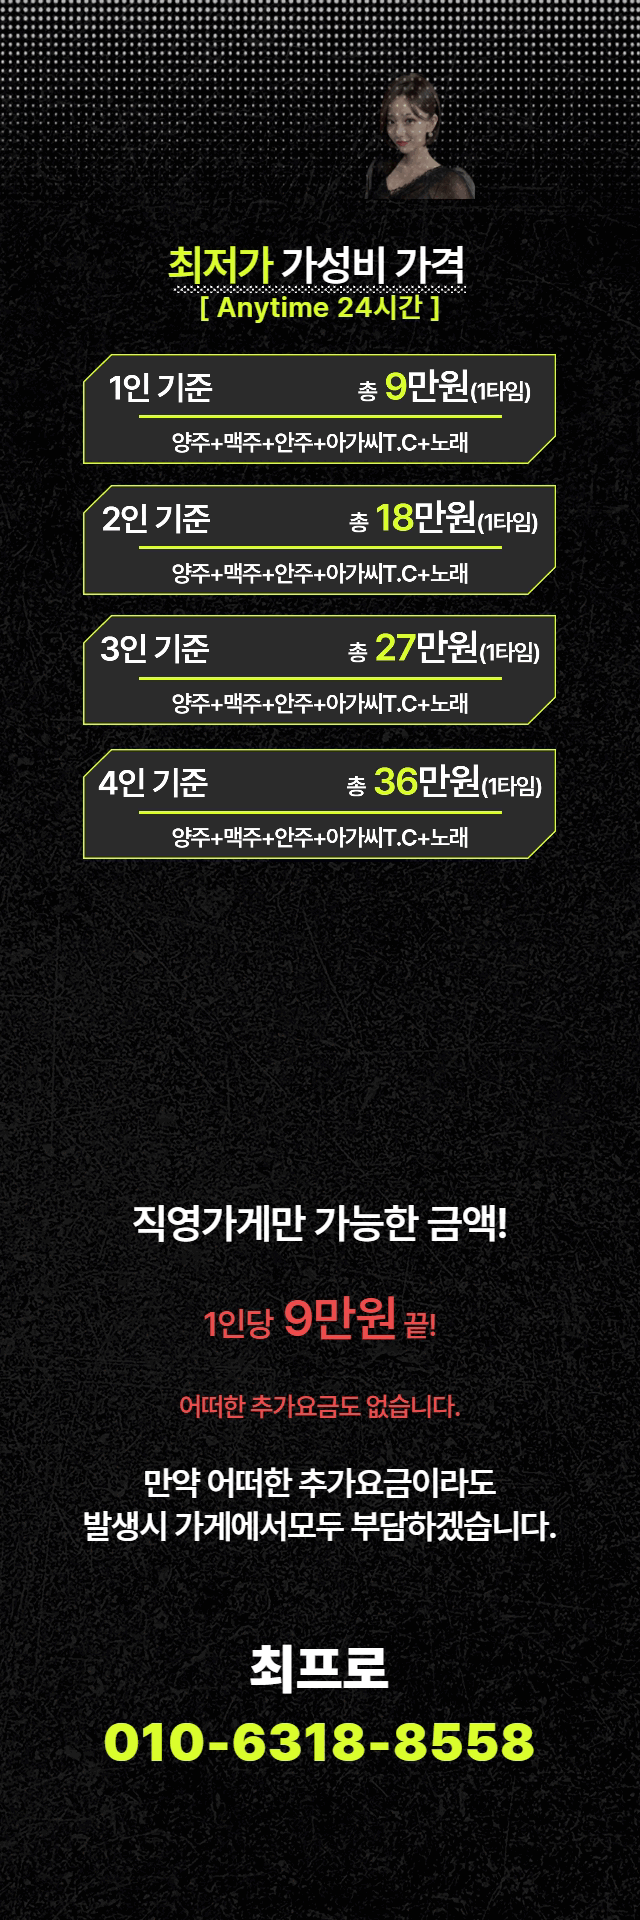 최저가 가성비 가격
[ Anytime 24시간 ]
1인 기준 총 9만원(1타임)
양주+맥주+안주+아가씨T.C+노래
2인 기준 총 18만원(1타임)
양주+맥주+안주+아가씨T.C+노래
3인 기준 총 27만원(1타임)
양주+맥주+안주+아가씨T.C+노래
4인 기준 총 36만원(1타임)
양주+맥주+안주+아가씨T.C+노래
직영가게만 가능한 금액!
1인당 9만원 끝!
어떠한 추가요금도 없습니다.
만약 어떠한 추가요금이라도
발생시 가게에서모두 부담하겠습니다.
최프로
010-6318-8558